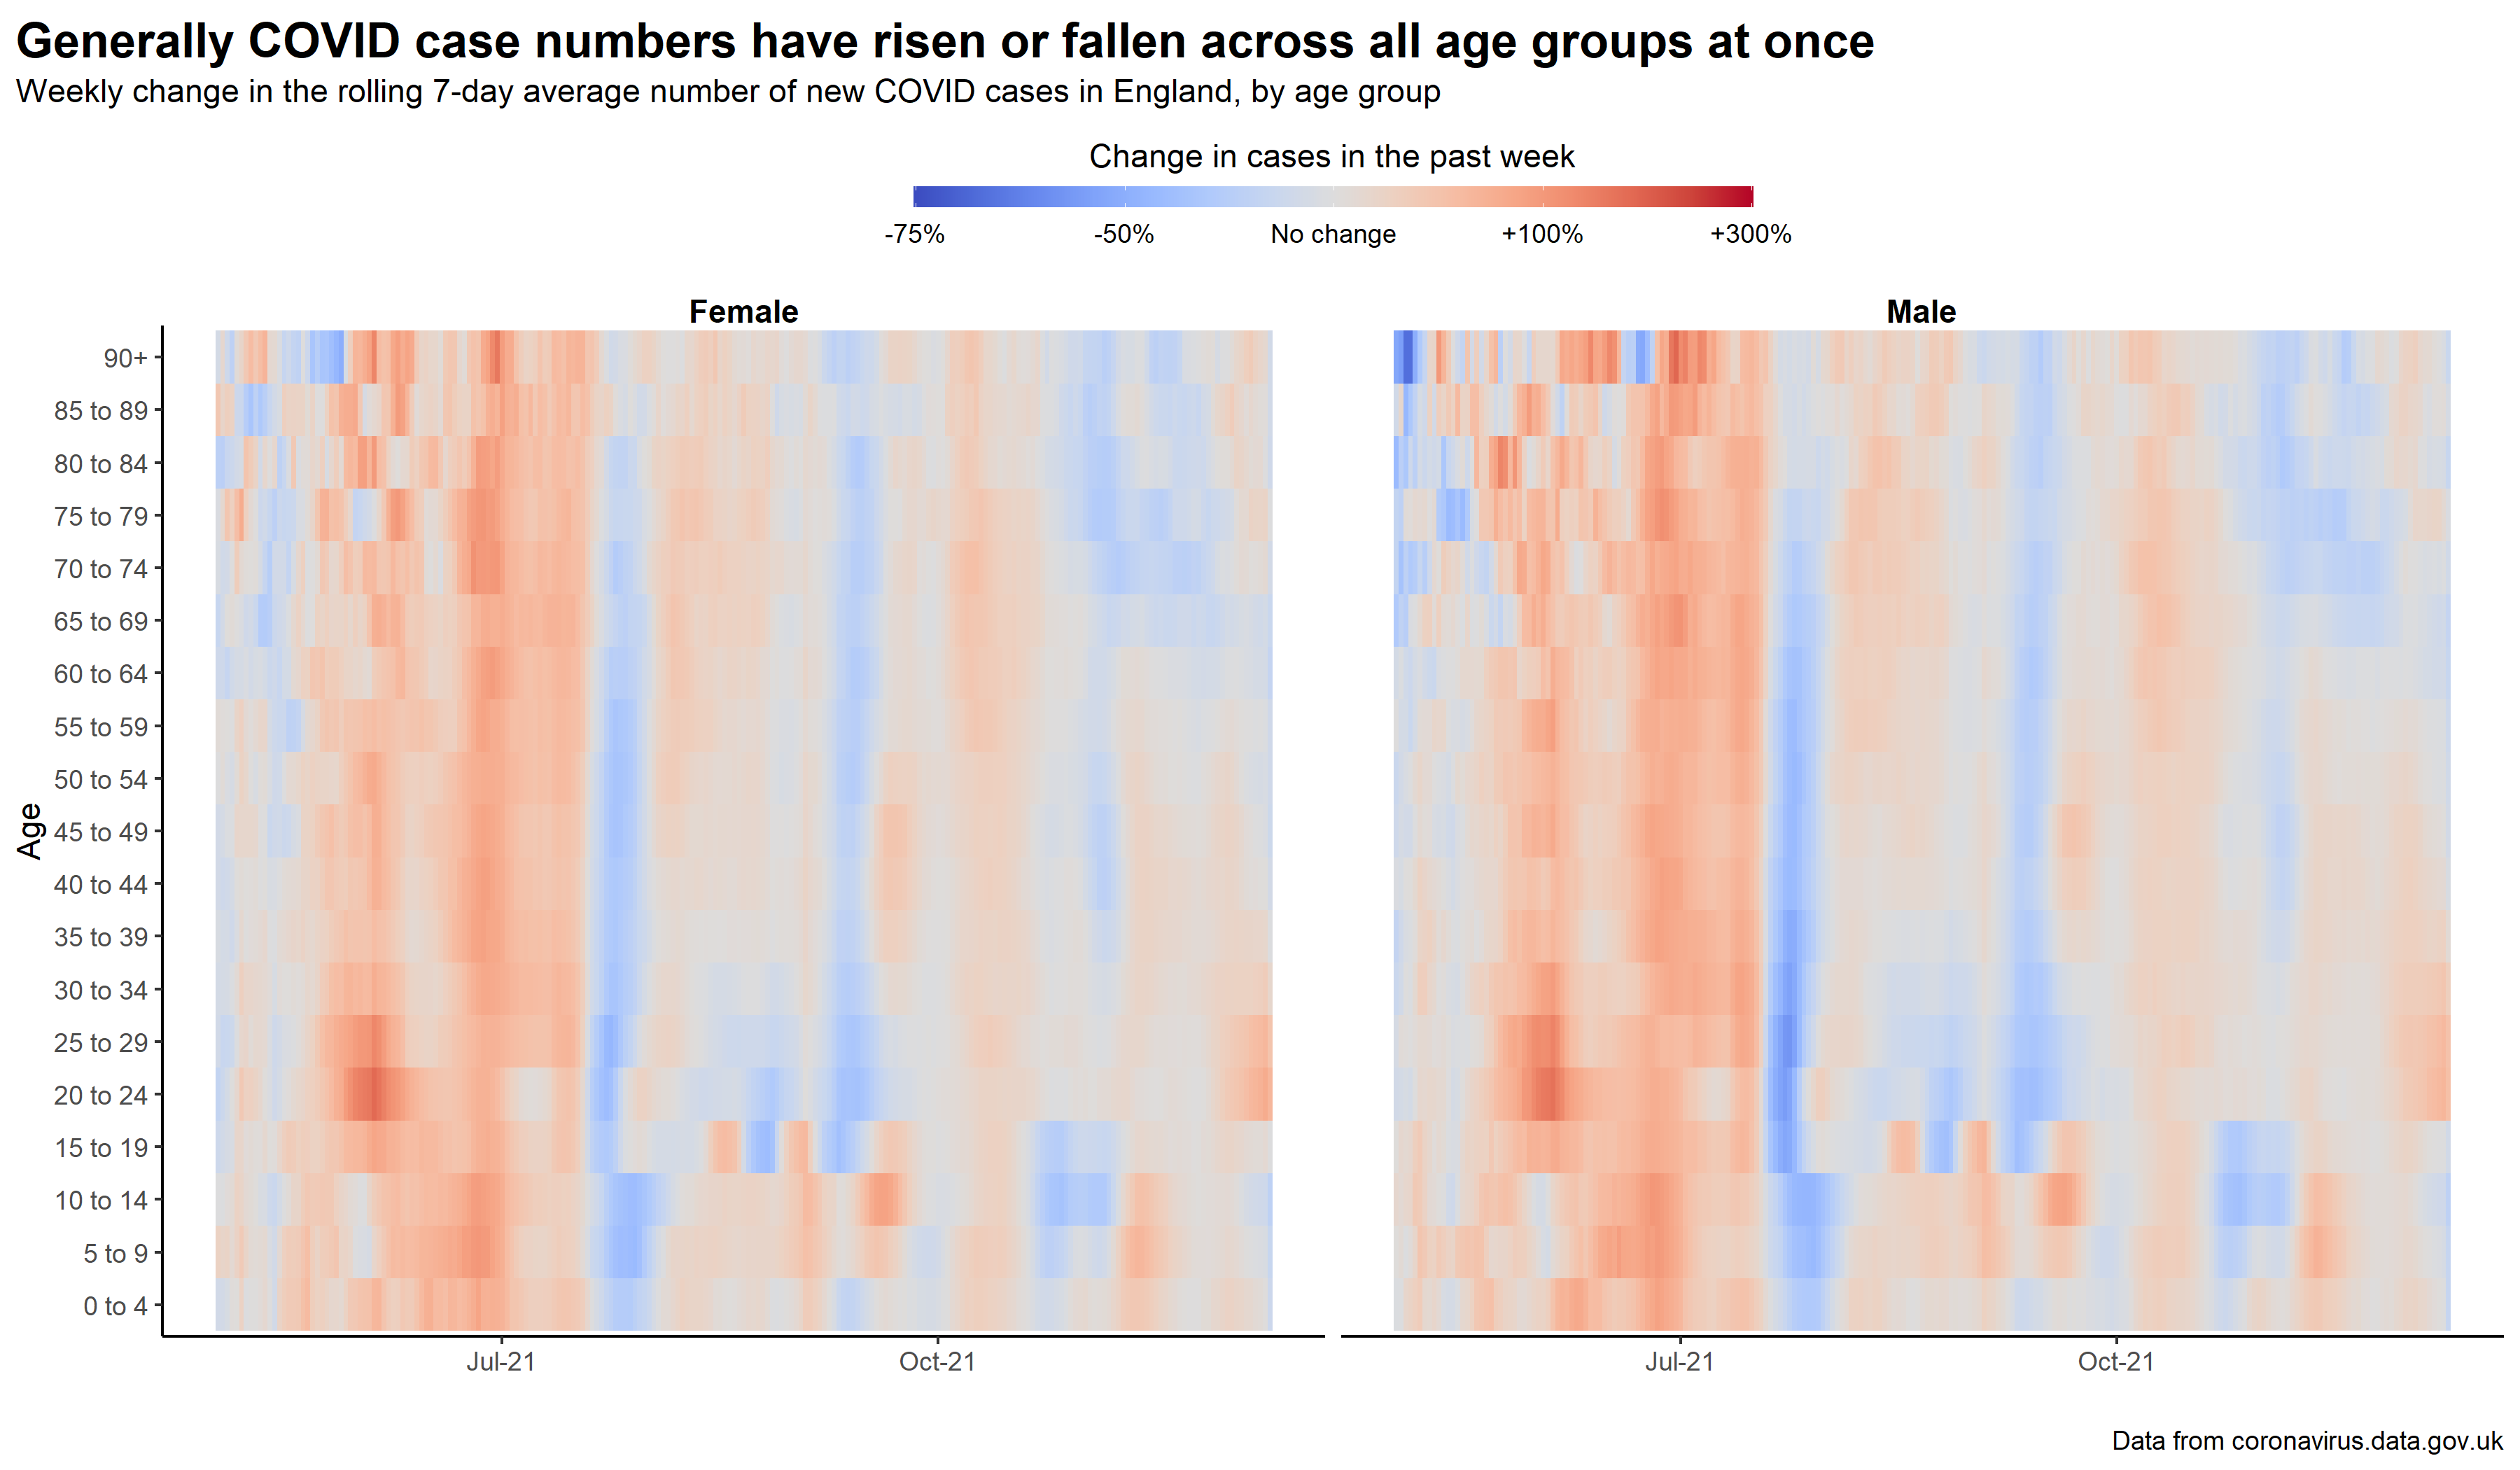 Generally COVID case numbers have risen or fallen across all age groups at once
Weekly change in the rolling 7-day average number of new COVID cases in England, by age group
Change in cases in the past week
-75% -50% No change +100% +300%
Female Male
90+
85 to 89
80 to 84
75 to 79
70 to 74
65 to 69
60 to 64
55 to 59
50 to 54
45 to 49
40 to 44
35 to 39
30 to 34
25 to 29
20 to 24
15 to 19
10 to 14
5 to 9
0 to 4
Age
Jul-21 Oct-21 Jul-21 Oct-21
Data from coronavirus.data.gov.uk